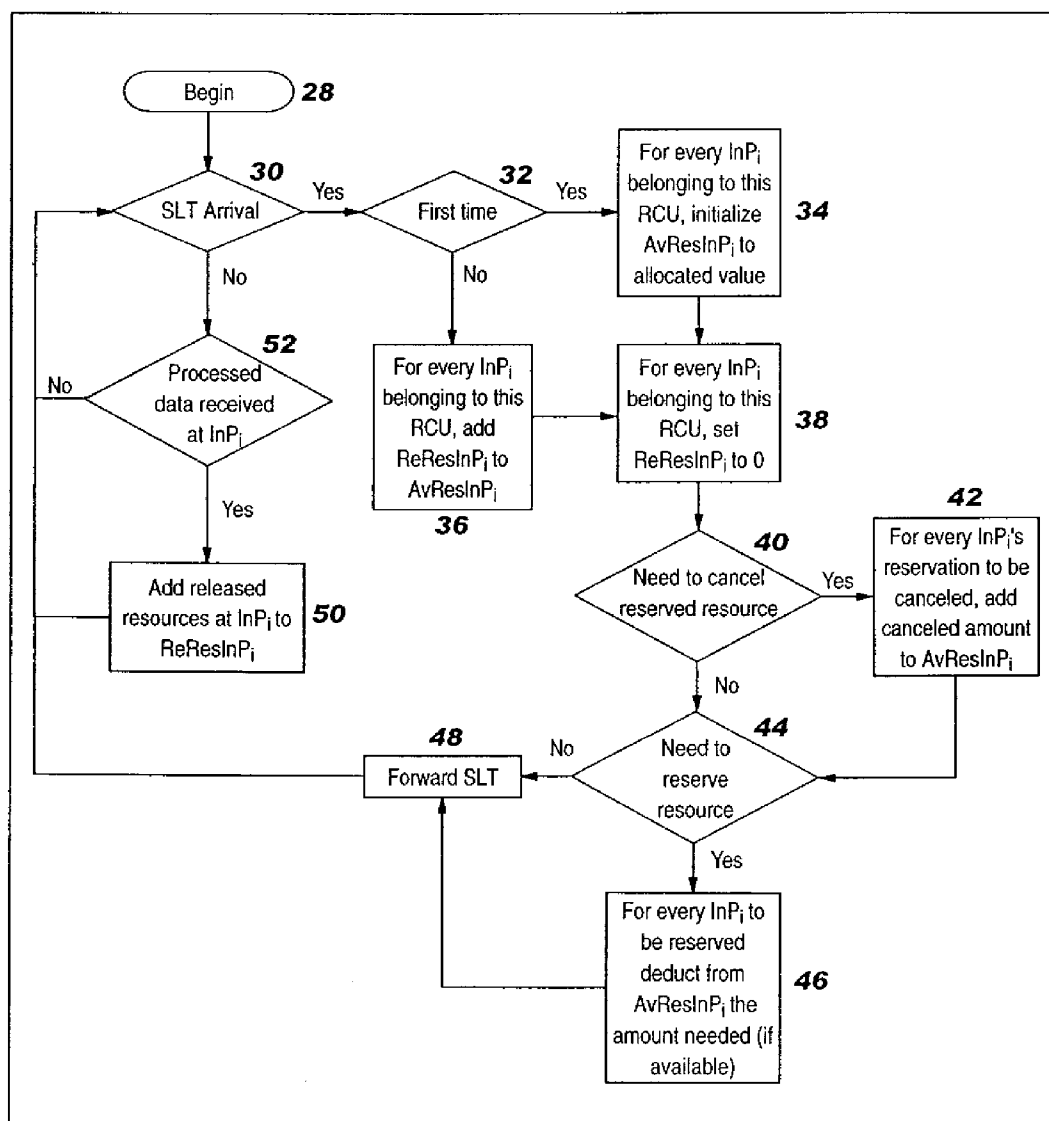 Begin
28
30
SLT Arrival
Yes
32
First time
Yes
For every InPi
belonging to this
RCU, initialize
AvResInPi to
allocated value
34
No
No
52
Processed
data received
at InPi
No
For every InPi
belonging to this
RCU, add
ReResInPi to
AvResInPi
36
For every InPi
belonging to this
RCU, set
ReResInPi to 0
38
Yes
Add released
resources at InPi to
ReResInPi
50
40
Need to cancel
reserved resource
Yes
42
For every InPi's
reservation to be
canceled, add
canceled amount
to AvResInPi
No
44
Need to
reserve
resource
No
48
Forward SLT
Yes
For every InPi to
be reserved
deduct from
AvResInPi the
amount needed (if
available)
46